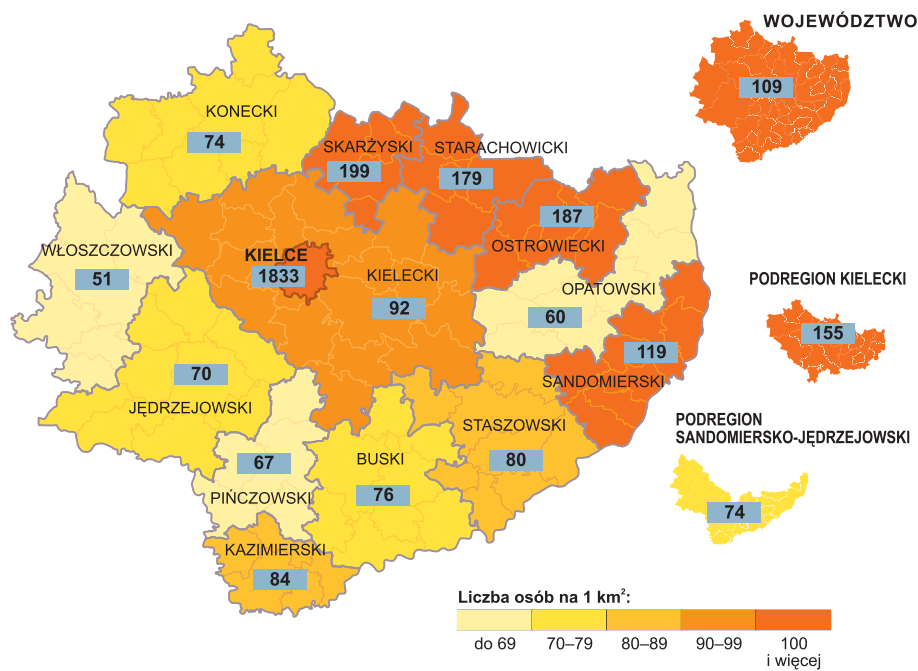 WOJEWÓDZTWO
109
KONECKI
74
SKARŻYSKI
199
STARACHOWICKI
179
187
OSTROWIECKI
WŁOSZCZOWSKI
51
KIELCE
1833
KIELECKI
92
OPATOWSKI
60
PODREGION KIELECKI
155
119
SANDOMIERSKI
70
JĘDRZEJOWSKI
STASZOWSKI
80
PODREGION
SANDOMIERSKO-JĘDRZEJOWSKI
74
67
PIŃCZOWSKI
BUSKI
76
KAZIMIERSKI
84
Liczba osób na 1 km²:
do 69
70–79
80–89
90–99
100
i więcej